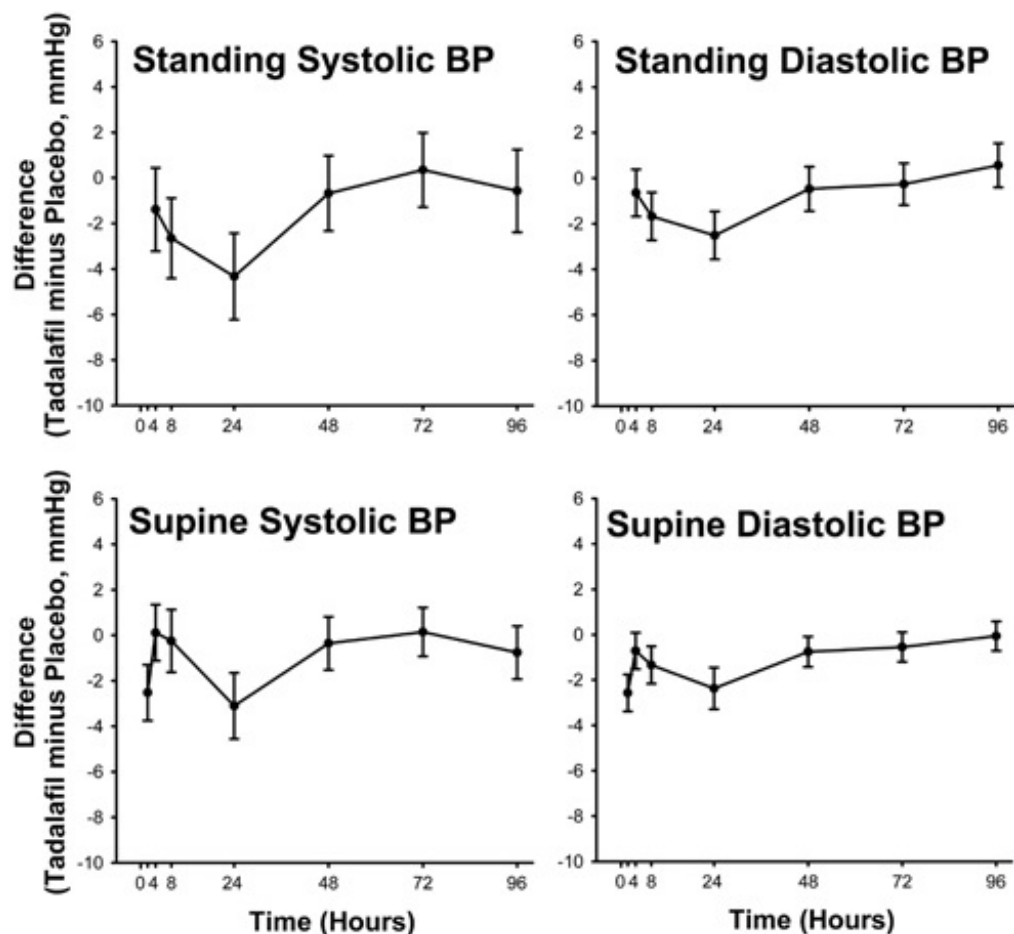 Standing Systolic BP
Difference
(Tadalafil minus Placebo, mmHg)
6
4
2
0
-2
-4
-6
-8
-10
0 4 8 24 48 72 96
Standing Diastolic BP
6
4
2
0
-2
-4
-6
-8
-10
0 4 8 24 48 72 96
Supine Systolic BP
Difference
(Tadalafil minus Placebo, mmHg)
6
4
2
0
-2
-4
-6
-8
-10
0 4 8 24 48 72 96
Time (Hours)
Supine Diastolic BP
6
4
2
0
-2
-4
-6
-8
-10
0 4 8 24 48 72 96
Time (Hours)